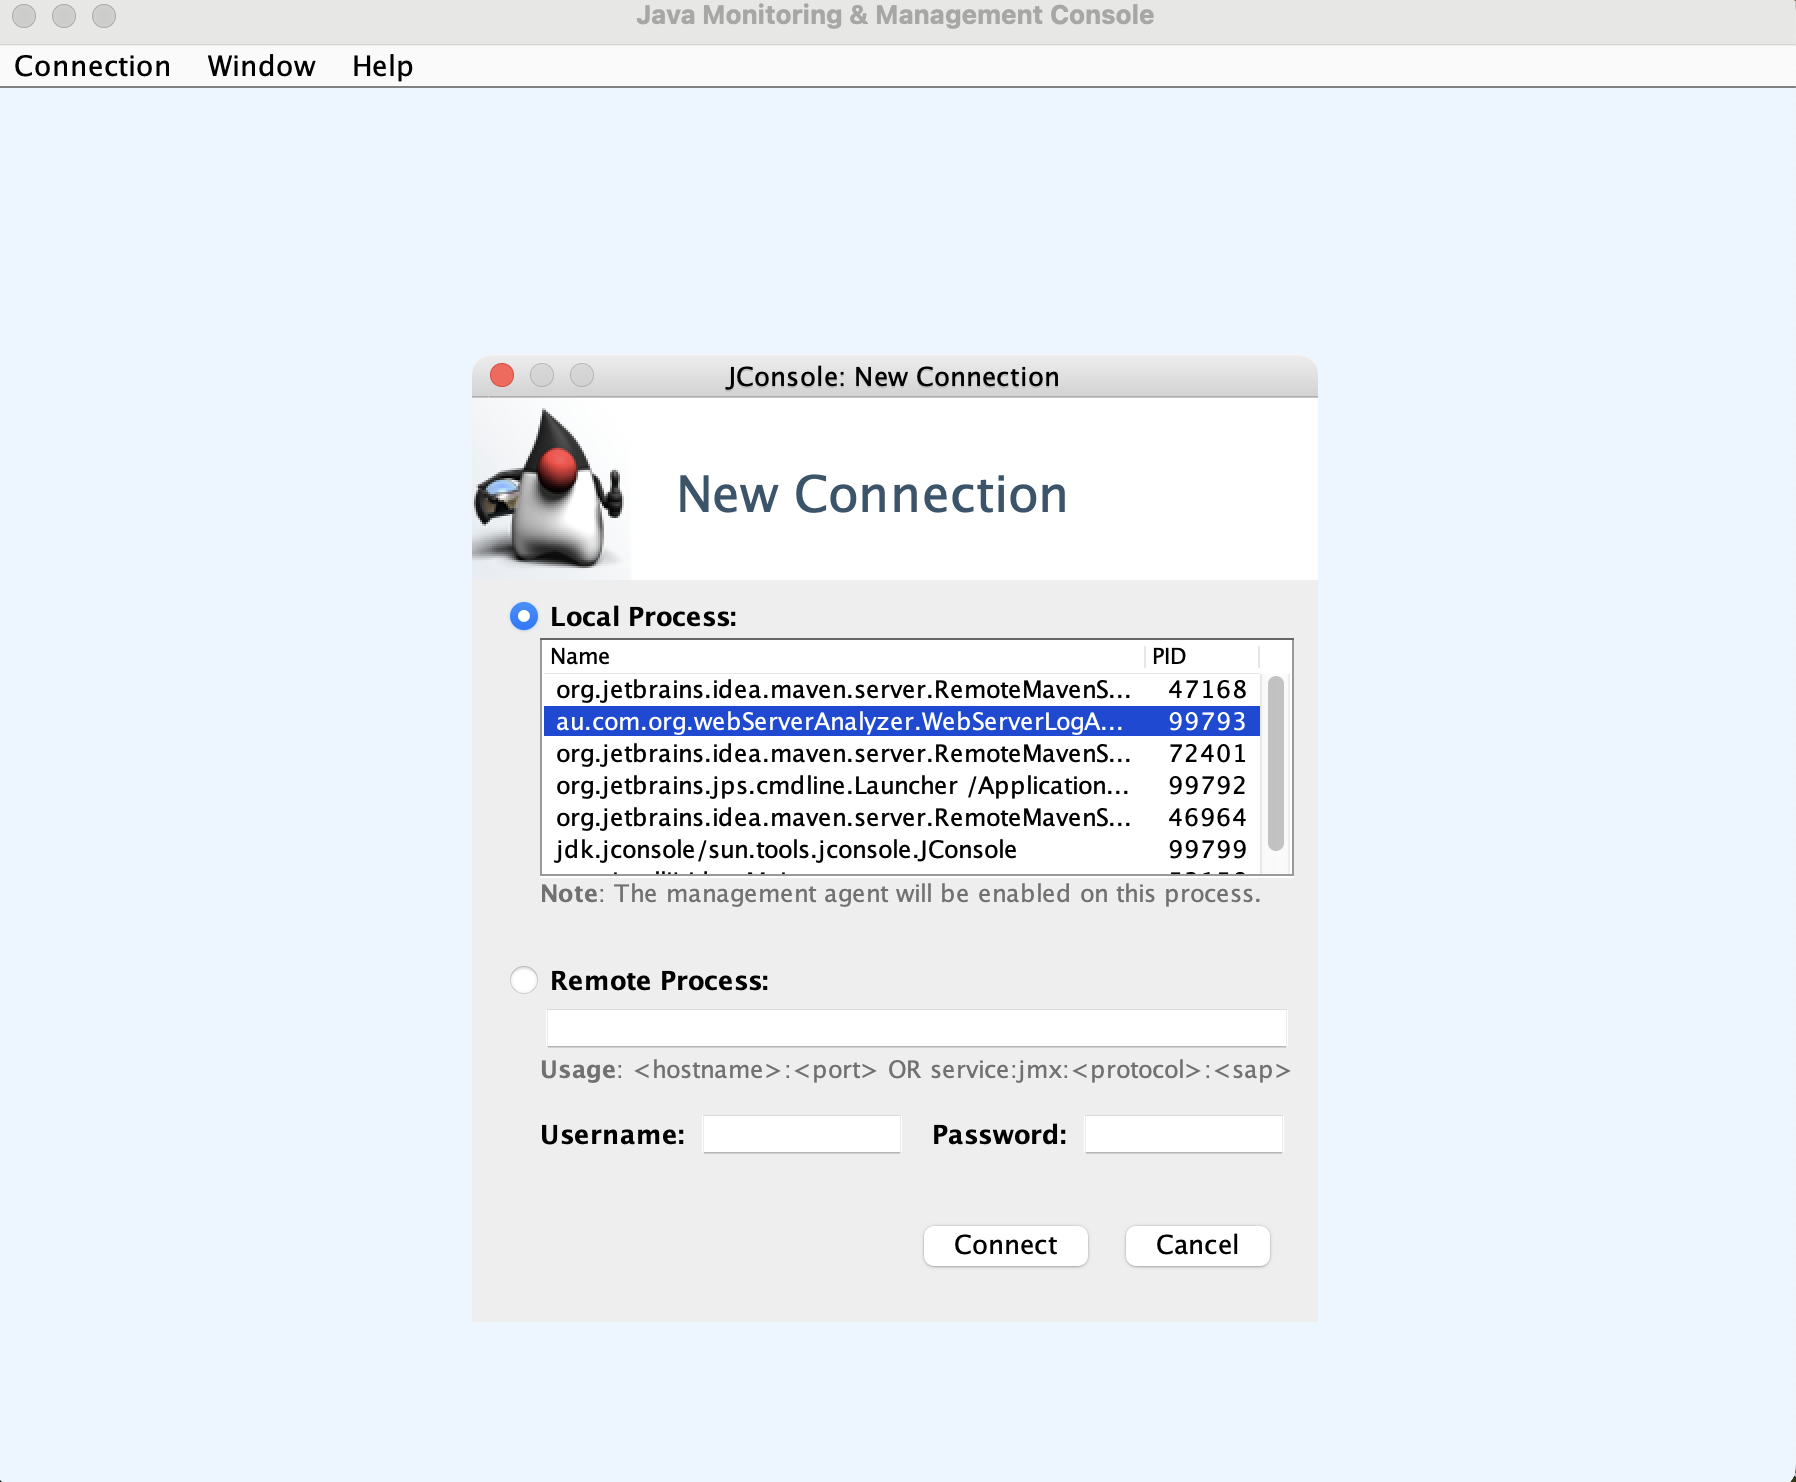 Java Monitoring & Management Console
Connection Window Help
JConsole: New Connection
New Connection
Local Process:
Name PID
org.jetbrains.idea.maven.server.RemoteMavenS... 47168
au.com.org.webServerAnalyzer.WebServerLogA... 99793
org.jetbrains.idea.maven.server.RemoteMavenS... 72401
org.jetbrains.jps.cmdline.Launcher /Application... 99792
org.jetbrains.idea.maven.server.RemoteMavenS... 46964
jdk.jconsole/sun.tools.jconsole.JConsole 99799
Note: The management agent will be enabled on this process.
Remote Process:
Usage: <hostname>:<port> OR service:jmx:<protocol>:<sap>
Username: Password:
Connect Cancel